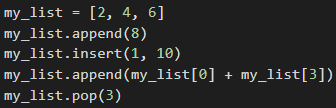 my_list = [2, 4, 6]
my_list.append(8)
my_list.insert(1, 10)
my_list.append(my_list[0] + my_list[3])
my_list.pop(3)